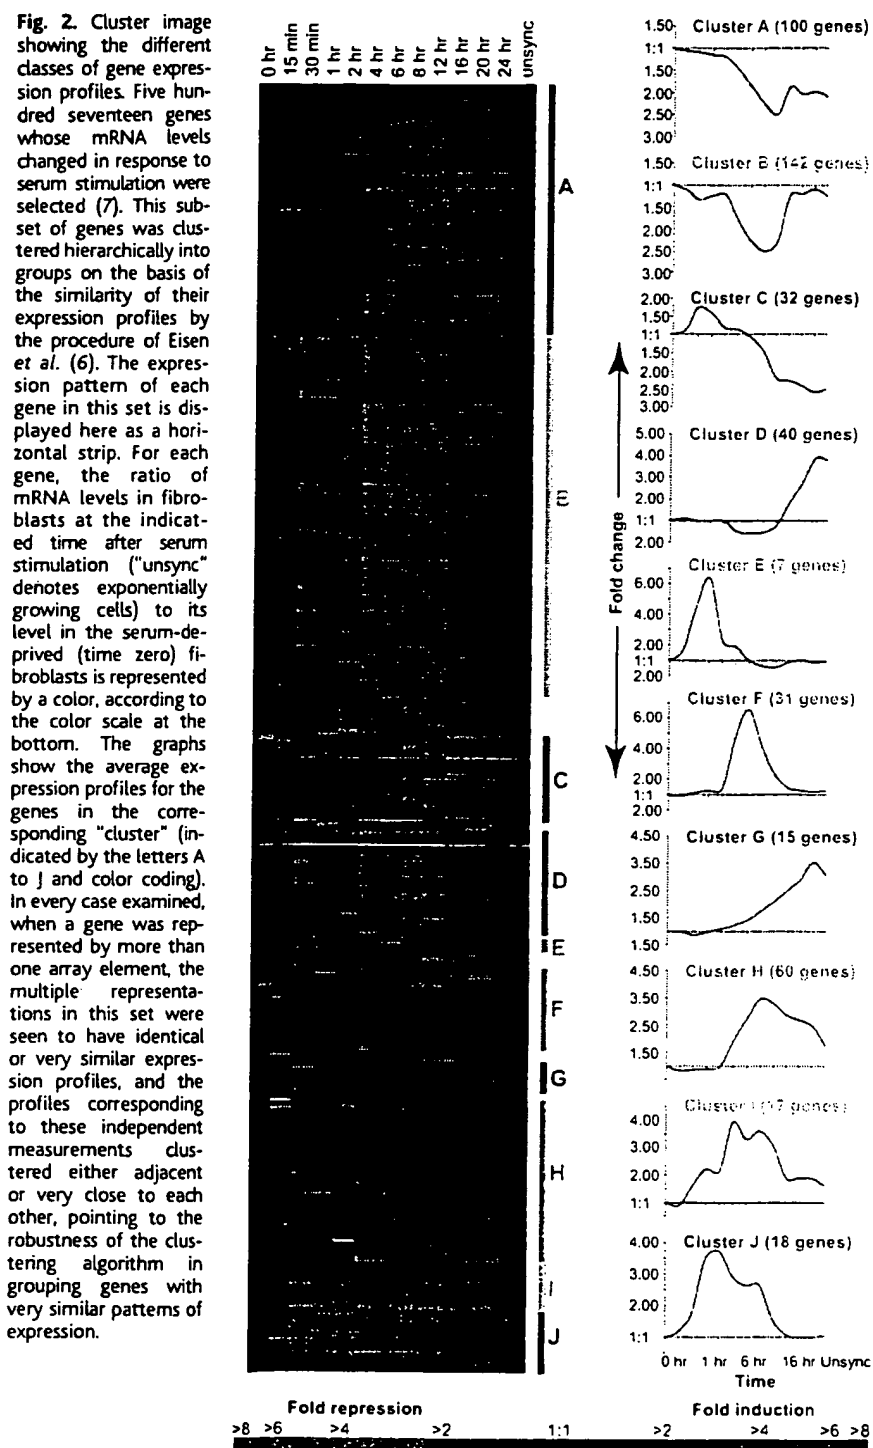 Fig. 2. Cluster image
showing the different
classes of gene expres-
sion profiles. Five hun-
dred seventeen genes
whose mRNA levels
changed in response to
serum stimulation were
selected (7). This sub-
set of genes was clus-
tered hierarchically into
groups on the basis of
the similarity of their
expression profiles by
the procedure of Eisen
et al. (6). The expres-
sion pattern of each
gene in this set is dis-
played here as a hori-
zontal strip. For each
gene, the ratio of
mRNA levels in fibro-
blasts at the indicat-
ed time after serum
stimulation ("unsync"
denotes exponentially
growing cells) to its
level in the serum-de-
prived (time zero) fi-
broblasts is represented
by a color, according to
the color scale at the
bottom. The graphs
show the average ex-
pression profiles for the
genes in the corre-
sponding "cluster" (in-
dicated by the letters A
to J and color coding).
In every case examined,
when a gene was rep-
resented by more than
one array element, the
multiple representa-
tions in this set were
seen to have identical
or very similar expres-
sion profiles, and the
profiles corresponding
to these independent
measurements clus-
tered either adjacent
or very close to each
other, pointing to the
robustness of the clus-
tering algorithm in
grouping genes with
very similar patterns of
expression.
0 hr
15 min
30 min
1 hr
2 hr
4 hr
6 hr
8 hr
12 hr
16 hr
20 hr
24 hr
unsync
A
C
D
E
F
G
H
I
J
Fold change
Cluster A (100 genes)
1.50
1:1
1.50
2.00
2.50
3.00
Cluster B (142 genes)
1.50
1:1
1.50
2.00
2.50
3.00
Cluster C (32 genes)
2.00
1.50
1:1
1.50
2.00
2.50
3.00
Cluster D (40 genes)
5.00
4.00
3.00
2.00
1:1
2.00
Cluster E (7 genes)
6.00
4.00
2.00
1:1
2.00
Cluster F (31 genes)
6.00
4.00
2.00
1:1
2.00
Cluster G (15 genes)
4.50
3.50
2.50
1.50
1.50
Cluster H (60 genes)
4.50
3.50
2.50
1.50
Cluster genes)
4.00
3.00
2.00
1:1
Cluster J (18 genes)
4.00
3.00
2.00
1:1
0 hr 1 hr 6 hr 16 hr Unsync
Time
Fold repression Fold induction
>8 >6 >4 >2 1:1 >2 >4 >6 >8